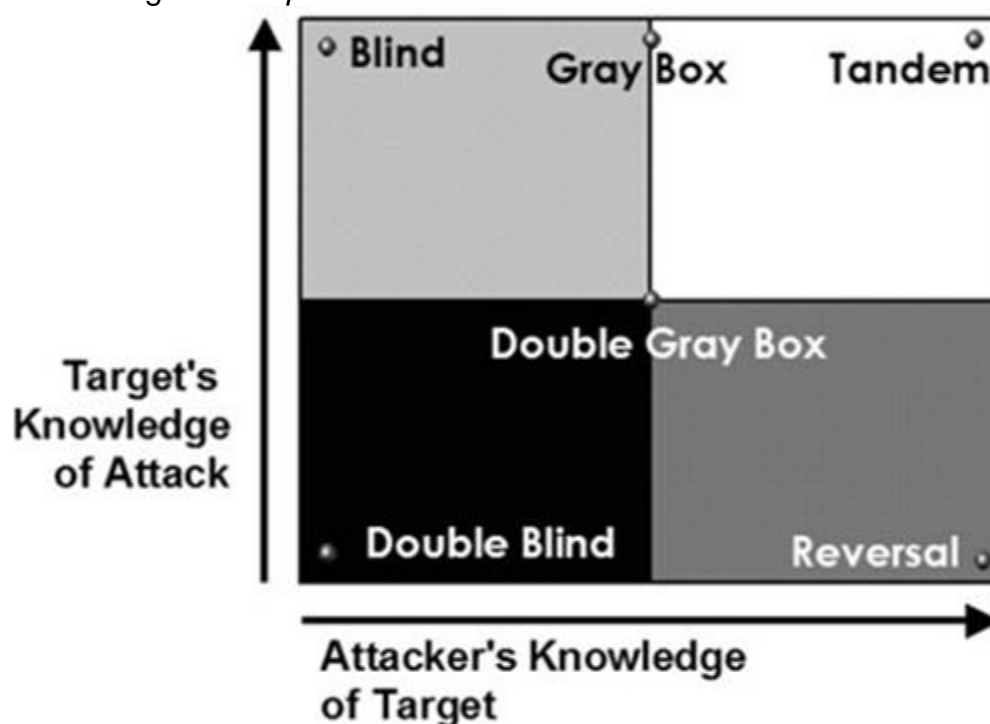 Blind
Gray Box
Tandem
Double Gray Box
Target's
Knowledge
of Attack
Double Blind
Reversal
Attacker's Knowledge
of Target